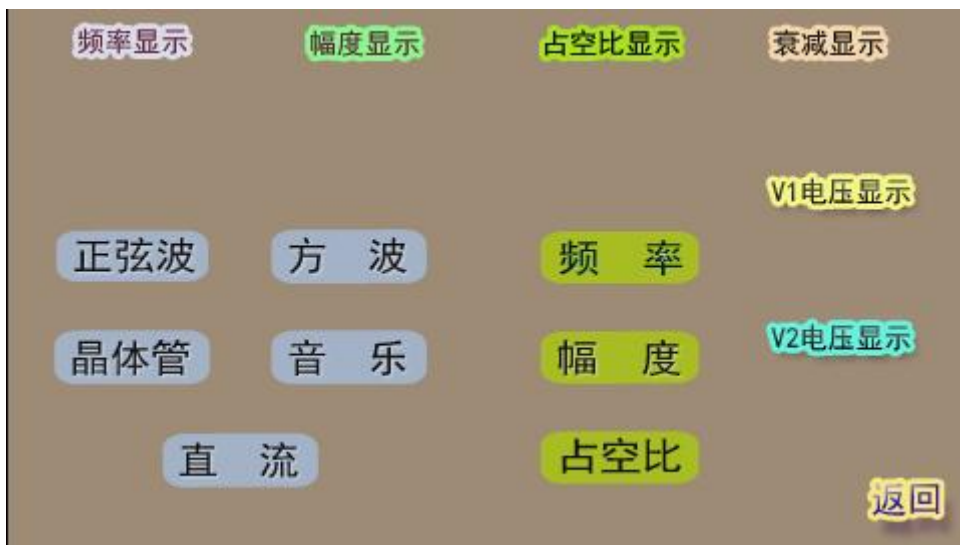 频率显示 幅度显示 占空比显示 衰减显示
V1电压显示
正弦波 方 波 频 率
V2电压显示
晶体管 音 乐 幅 度
直 流 占空比
返回